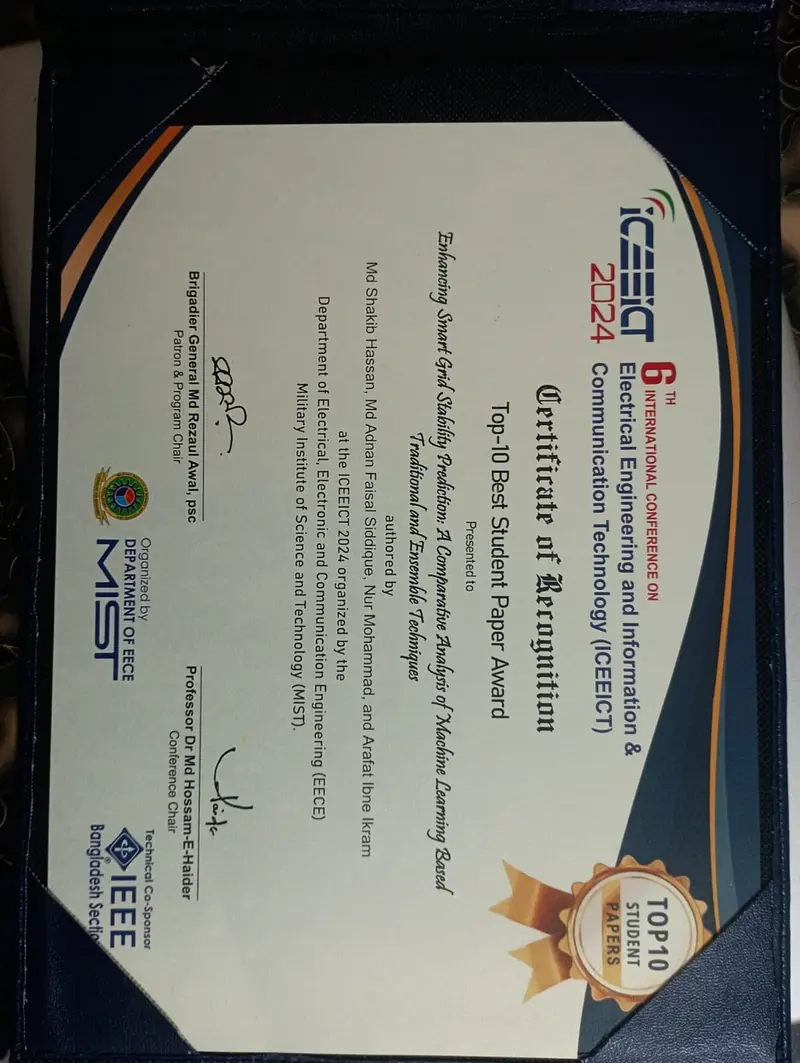 iCEEiCT
2024
6TH INTERNATIONAL CONFERENCE ON
Electrical Engineering and Information &
Communication Technology (ICEEICT)
TOP10
STUDENT
PAPERS
Certificate of Recognition
Top-10 Best Student Paper Award
Presented to
Enhancing Smart Grid Stability Prediction: A Comparative Analysis of Machine Learning Based
Traditional and Ensemble Techniques
authored by
Md Shakib Hassan, Md Adnan Faisal Siddique, Nur Mohammad, and Arafat Ibne Ikram
at the ICEEICT 2024 organized by the
Department of Electrical, Electronic and Communication Engineering (EECE)
Military Institute of Science and Technology (MIST).
Brigadier General Md Rezaul Awal, psc
Patron & Program Chair
Professor Dr Md Hossam-E-Haider
Conference Chair
Organized by
DEPARTMENT OF EECE
MIST
Technical Co-Sponsor
IEEE
Bangladesh Sectio